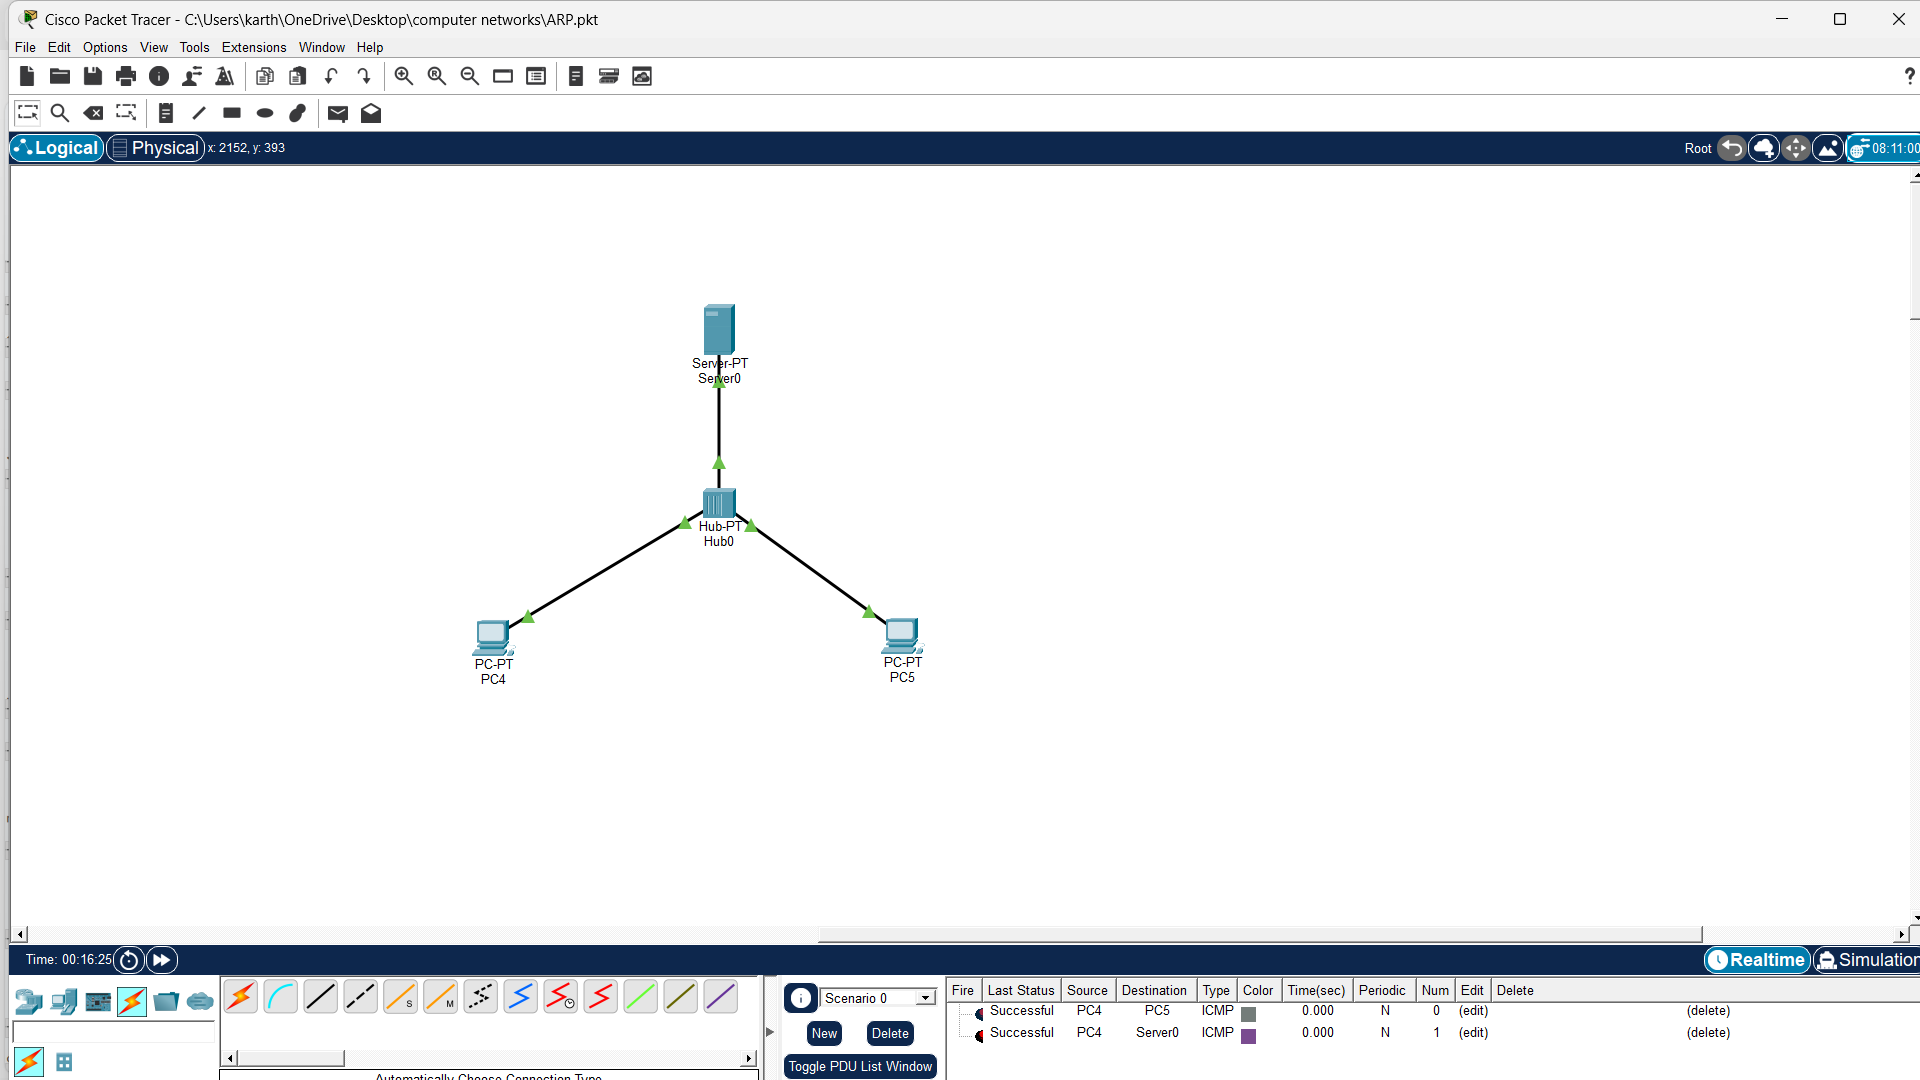 Cisco Packet Tracer - C:\Users\karth\OneDrive\Desktop\computer networks\ARP.pkt
File Edit Options View Tools Extensions Window Help
?
Logical Physical x: 2152, y: 393 Root 08:11:00
Server-PT
Server0
Hub-PT
Hub0
PC-PT
PC4
PC-PT
PC5
Time: 00:16:25 Realtime Simulation
S M
Automatically Choose Connection Type
Scenario 0
New Delete
Toggle PDU List Window
Fire Last Status Source Destination Type Color Time(sec) Periodic Num Edit Delete
Successful PC4 PC5 ICMP 0.000 N 0 (edit) (delete)
Successful PC4 Server0 ICMP 0.000 N 1 (edit) (delete)